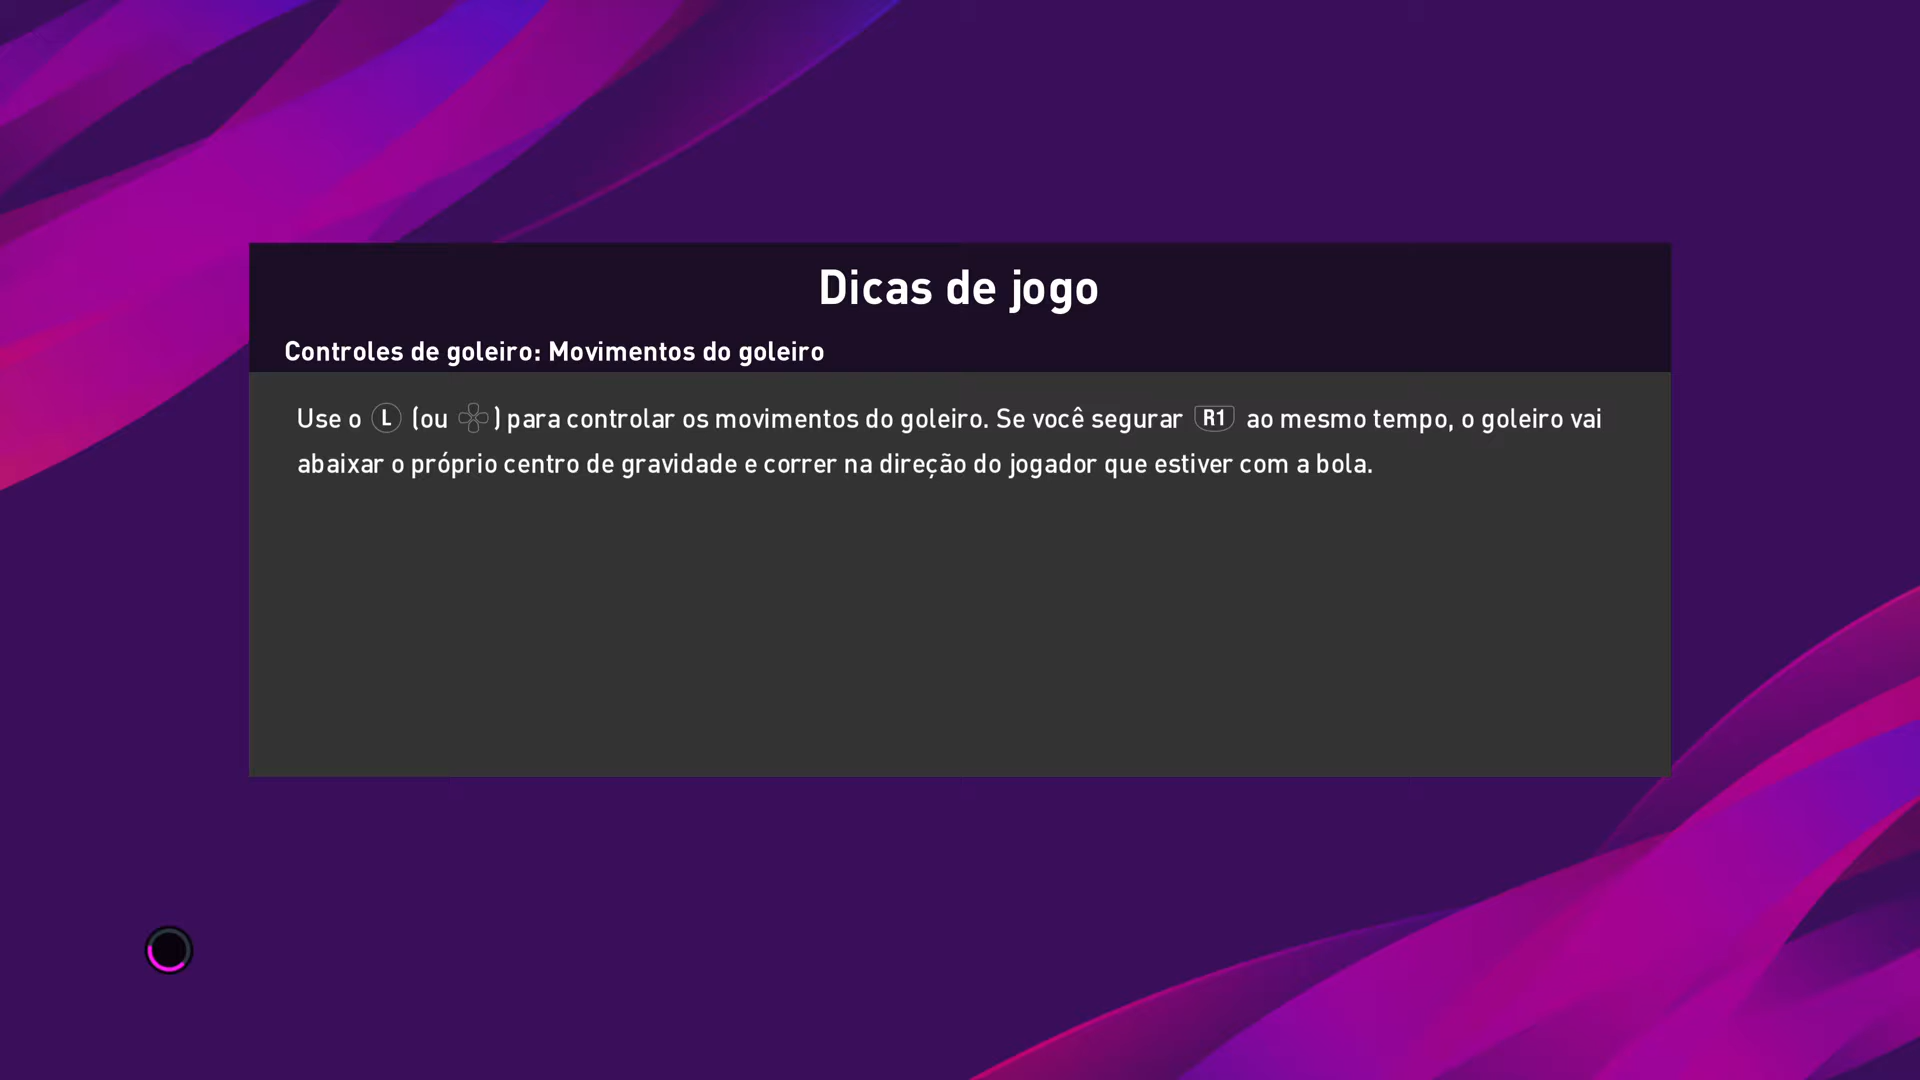 Dicas de jogo
Controles de goleiro: Movimentos do goleiro
Use o L (ou ) para controlar os movimentos do goleiro. Se você segurar R1 ao mesmo tempo, o goleiro vai
abaixar o próprio centro de gravidade e correr na direção do jogador que estiver com a bola.